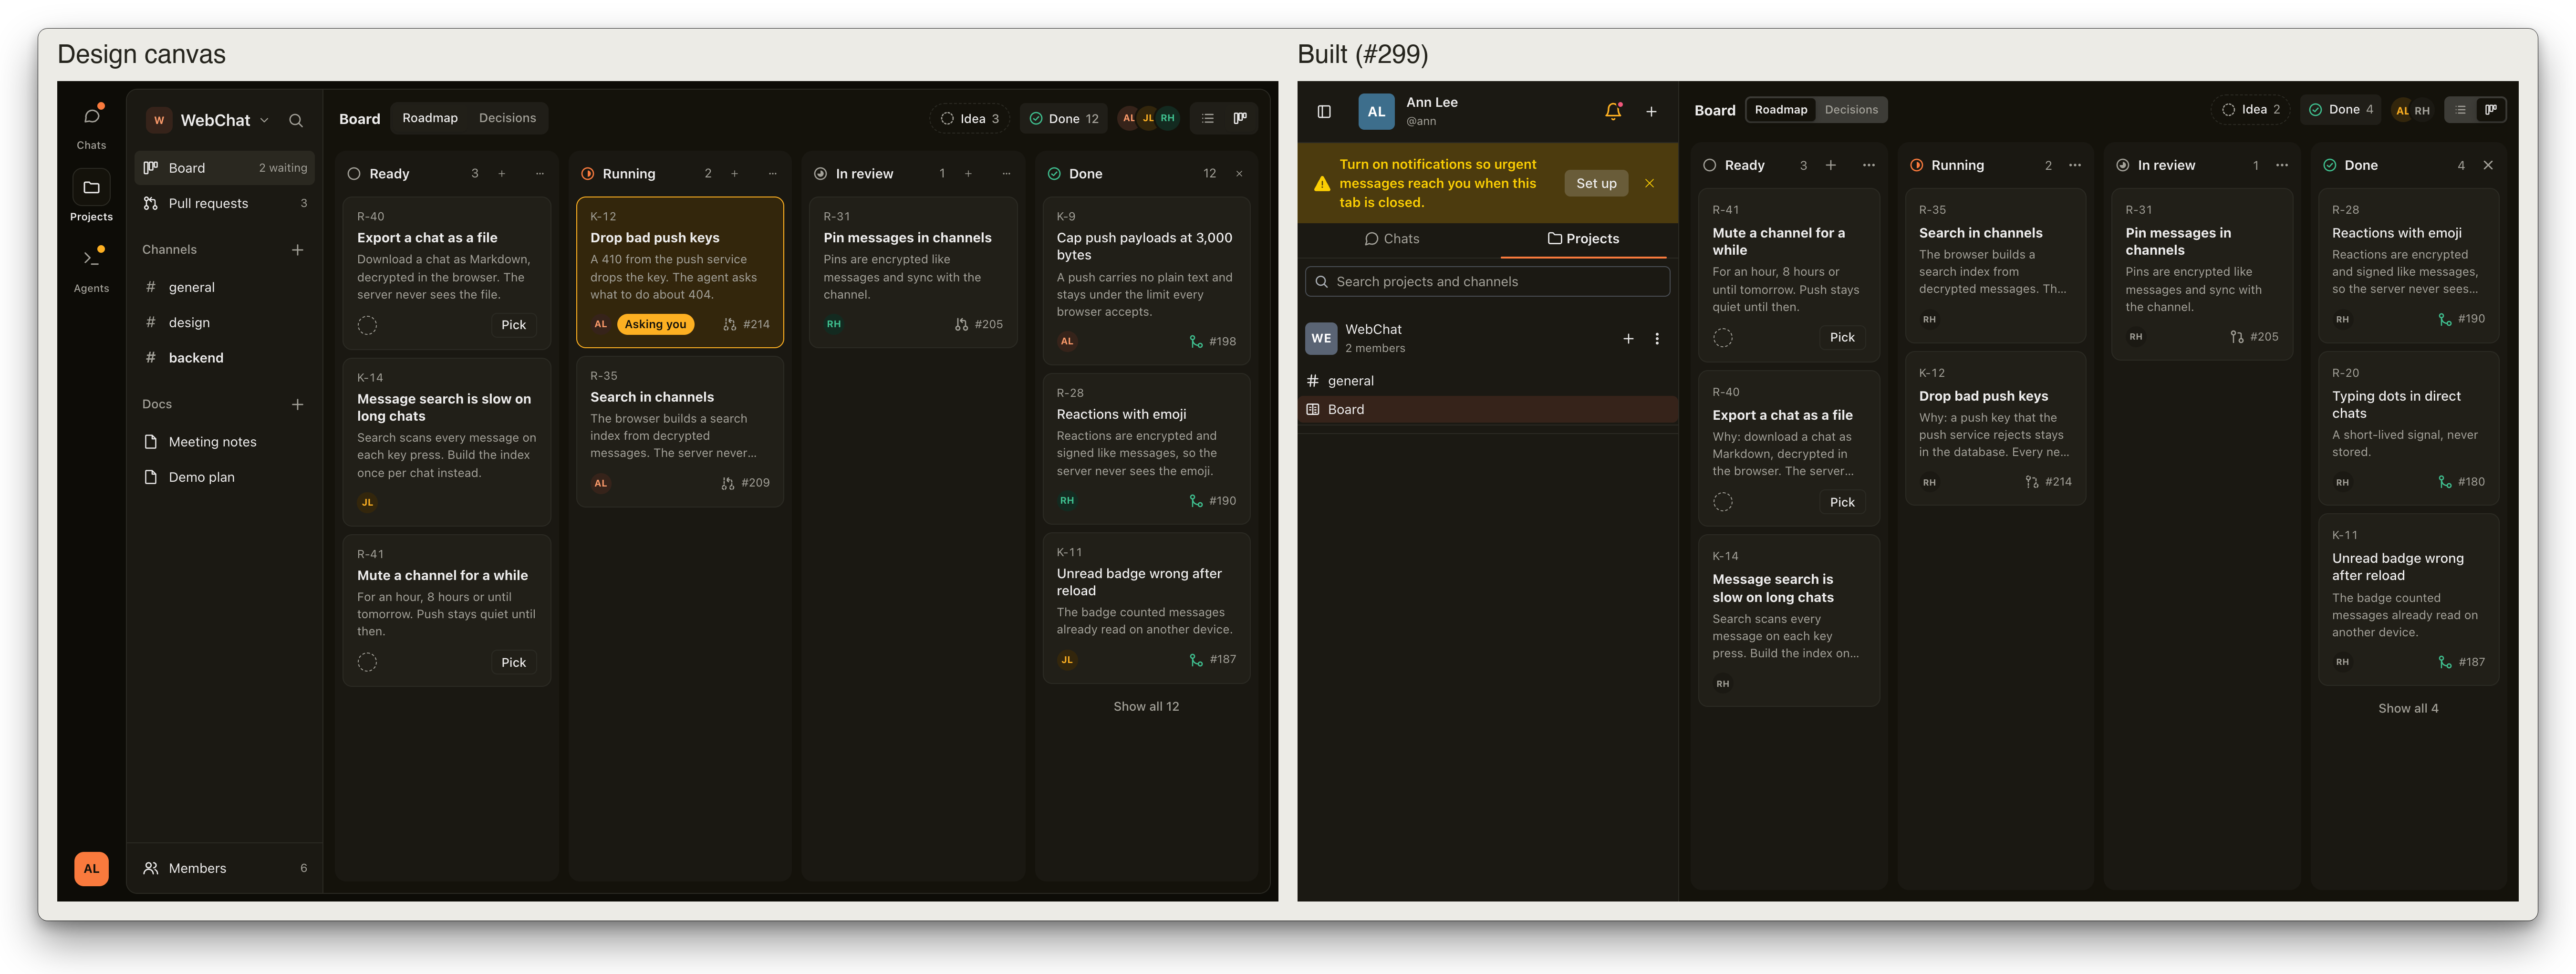 Design canvas
Chats
Projects
Agents
AL
W WebChat
Board 2 waiting
Pull requests 3
Channels
# general
# design
# backend
Docs
Meeting notes
Demo plan
Members 6
Board Roadmap Decisions
Idea 3 Done 12 AL JL RH
Ready 3
R-40
Export a chat as a file
Download a chat as Markdown,
decrypted in the browser. The
server never sees the file.
Pick
K-14
Message search is slow on
long chats
Search scans every message on
each key press. Build the index
once per chat instead.
JL
R-41
Mute a channel for a while
For an hour, 8 hours or until
tomorrow. Push stays quiet until
then.
Pick
Running 2
K-12
Drop bad push keys
A 410 from the push service
drops the key. The agent asks
what to do about 404.
AL Asking you #214
R-35
Search in channels
The browser builds a search
index from decrypted
messages. The server never...
AL #209
In review 1
R-31
Pin messages in channels
Pins are encrypted like
messages and sync with the
channel.
RH #205
Done 12
K-9
Cap push payloads at 3,000
bytes
A push carries no plain text and
stays under the limit every
browser accepts.
AL #198
R-28
Reactions with emoji
Reactions are encrypted and
signed like messages, so the
server never sees the emoji.
RH #190
K-11
Unread badge wrong after
reload
The badge counted messages
already read on another device.
JL #187
Show all 12
Built (#299)
AL Ann Lee
@ann
Turn on notifications so urgent
messages reach you when this
tab is closed.
Set up
Chats Projects
Search projects and channels
WE WebChat
2 members
# general
Board
Board Roadmap Decisions
Idea 2 Done 4 AL RH
Ready 3
R-41
Mute a channel for a
while
For an hour, 8 hours or
until tomorrow. Push stays
quiet until then.
Pick
R-40
Export a chat as a file
Why: download a chat as
Markdown, decrypted in
the browser. The server...
Pick
K-14
Message search is
slow on long chats
Search scans every
message on each key
press. Build the index on...
RH
Running 2
R-35
Search in channels
The browser builds a
search index from
decrypted messages. Th...
RH
K-12
Drop bad push keys
Why: a push key that the
push service rejects stays
in the database. Every ne...
RH #214
In review 1
R-31
Pin messages in
channels
Pins are encrypted like
messages and sync with
the channel.
RH #205
Done 4
R-28
Reactions with emoji
Reactions are encrypted
and signed like messages,
so the server never sees...
RH #190
R-20
Typing dots in direct
chats
A short-lived signal, never
stored.
RH #180
K-11
Unread badge wrong
after reload
The badge counted
messages already read on
another device.
RH #187
Show all 4